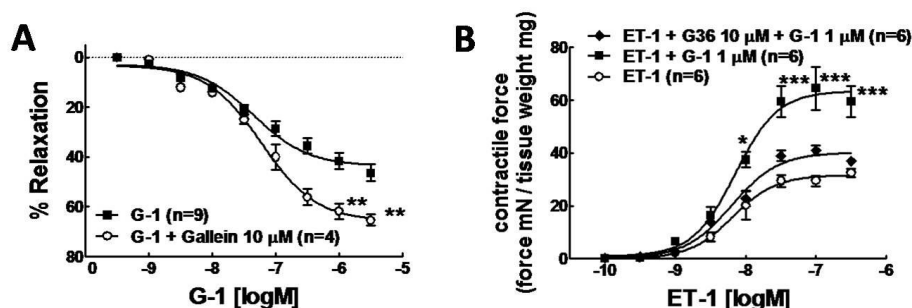 A
% Relaxation
0
20
40
60
80
G-1 (n=9)
G-1 + Gallein 10 µM (n=4)
**
**
0
-9
-8
-7
-6
-5
G-1 [logM]
B
ET-1 + G36 10 µM + G-1 1 µM (n=6)
ET-1 + G-1 1 µM (n=6)
ET-1 (n=6)
contractile force
(force mN / tissue weight mg)
80
60
40
20
0
*
***
***
***
-10
-9
-8
-7
-6
ET-1 [logM]